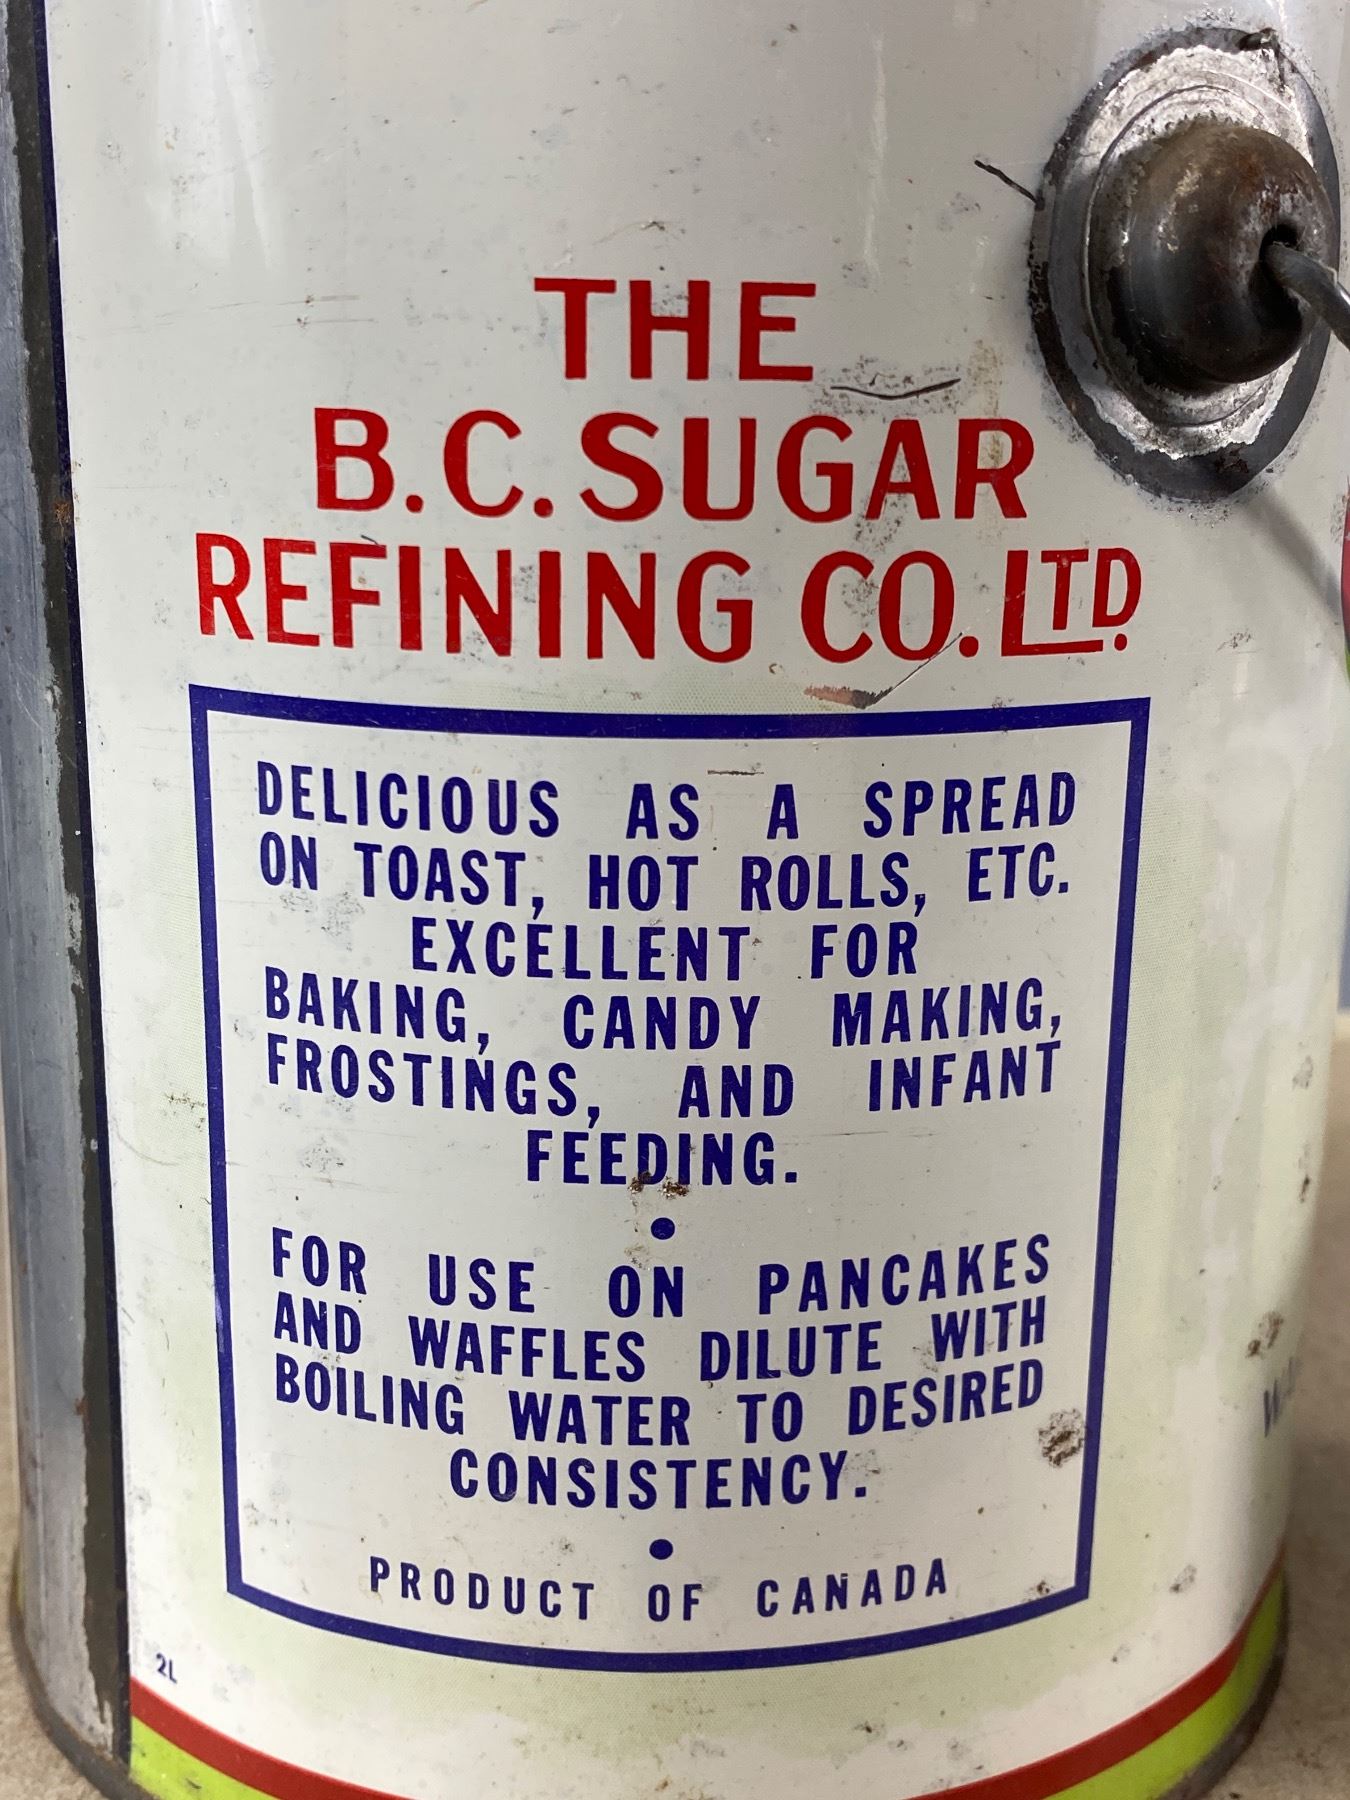 THE
B.C. SUGAR
REFINING CO. LTD.
DELICIOUS AS A SPREAD
ON TOAST, HOT ROLLS, ETC.
EXCELLENT FOR
BAKING, CANDY MAKING,
FROSTINGS, AND INFANT
FEEDING.
•
FOR USE ON PANCAKES
AND WAFFLES DILUTE WITH
BOILING WATER TO DESIRED
CONSISTENCY.
•
PRODUCT OF CANADA
2L